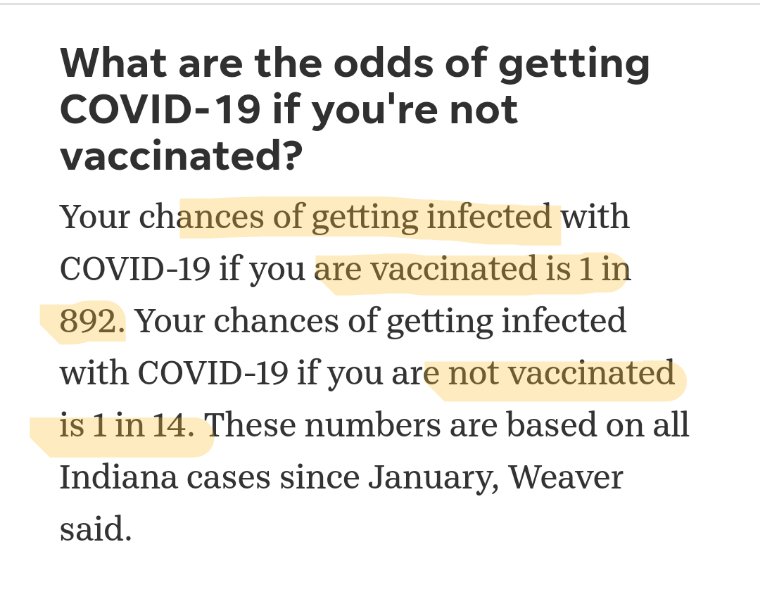 What are the odds of getting
COVID-19 if you're not
vaccinated?
Your chances of getting infected with
COVID-19 if you are vaccinated is 1 in
892. Your chances of getting infected
with COVID-19 if you are not vaccinated
is 1 in 14. These numbers are based on all
Indiana cases since January, Weaver
said.